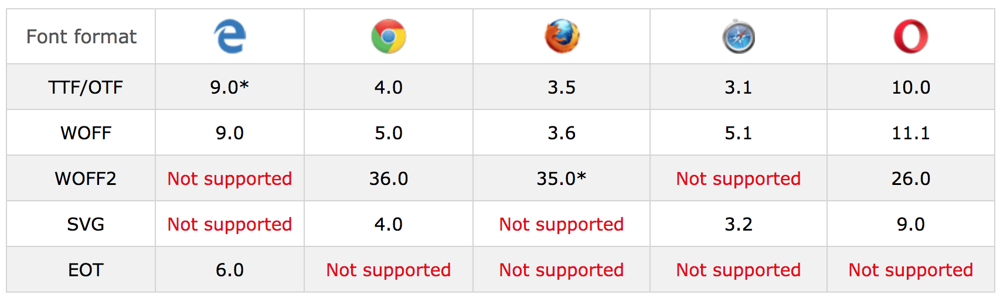 Font format
TTF/OTF 9.0* 4.0 3.5 3.1 10.0
WOFF 9.0 5.0 3.6 5.1 11.1
WOFF2 Not supported 36.0 35.0* Not supported 26.0
SVG Not supported 4.0 Not supported 3.2 9.0
EOT 6.0 Not supported Not supported Not supported Not supported